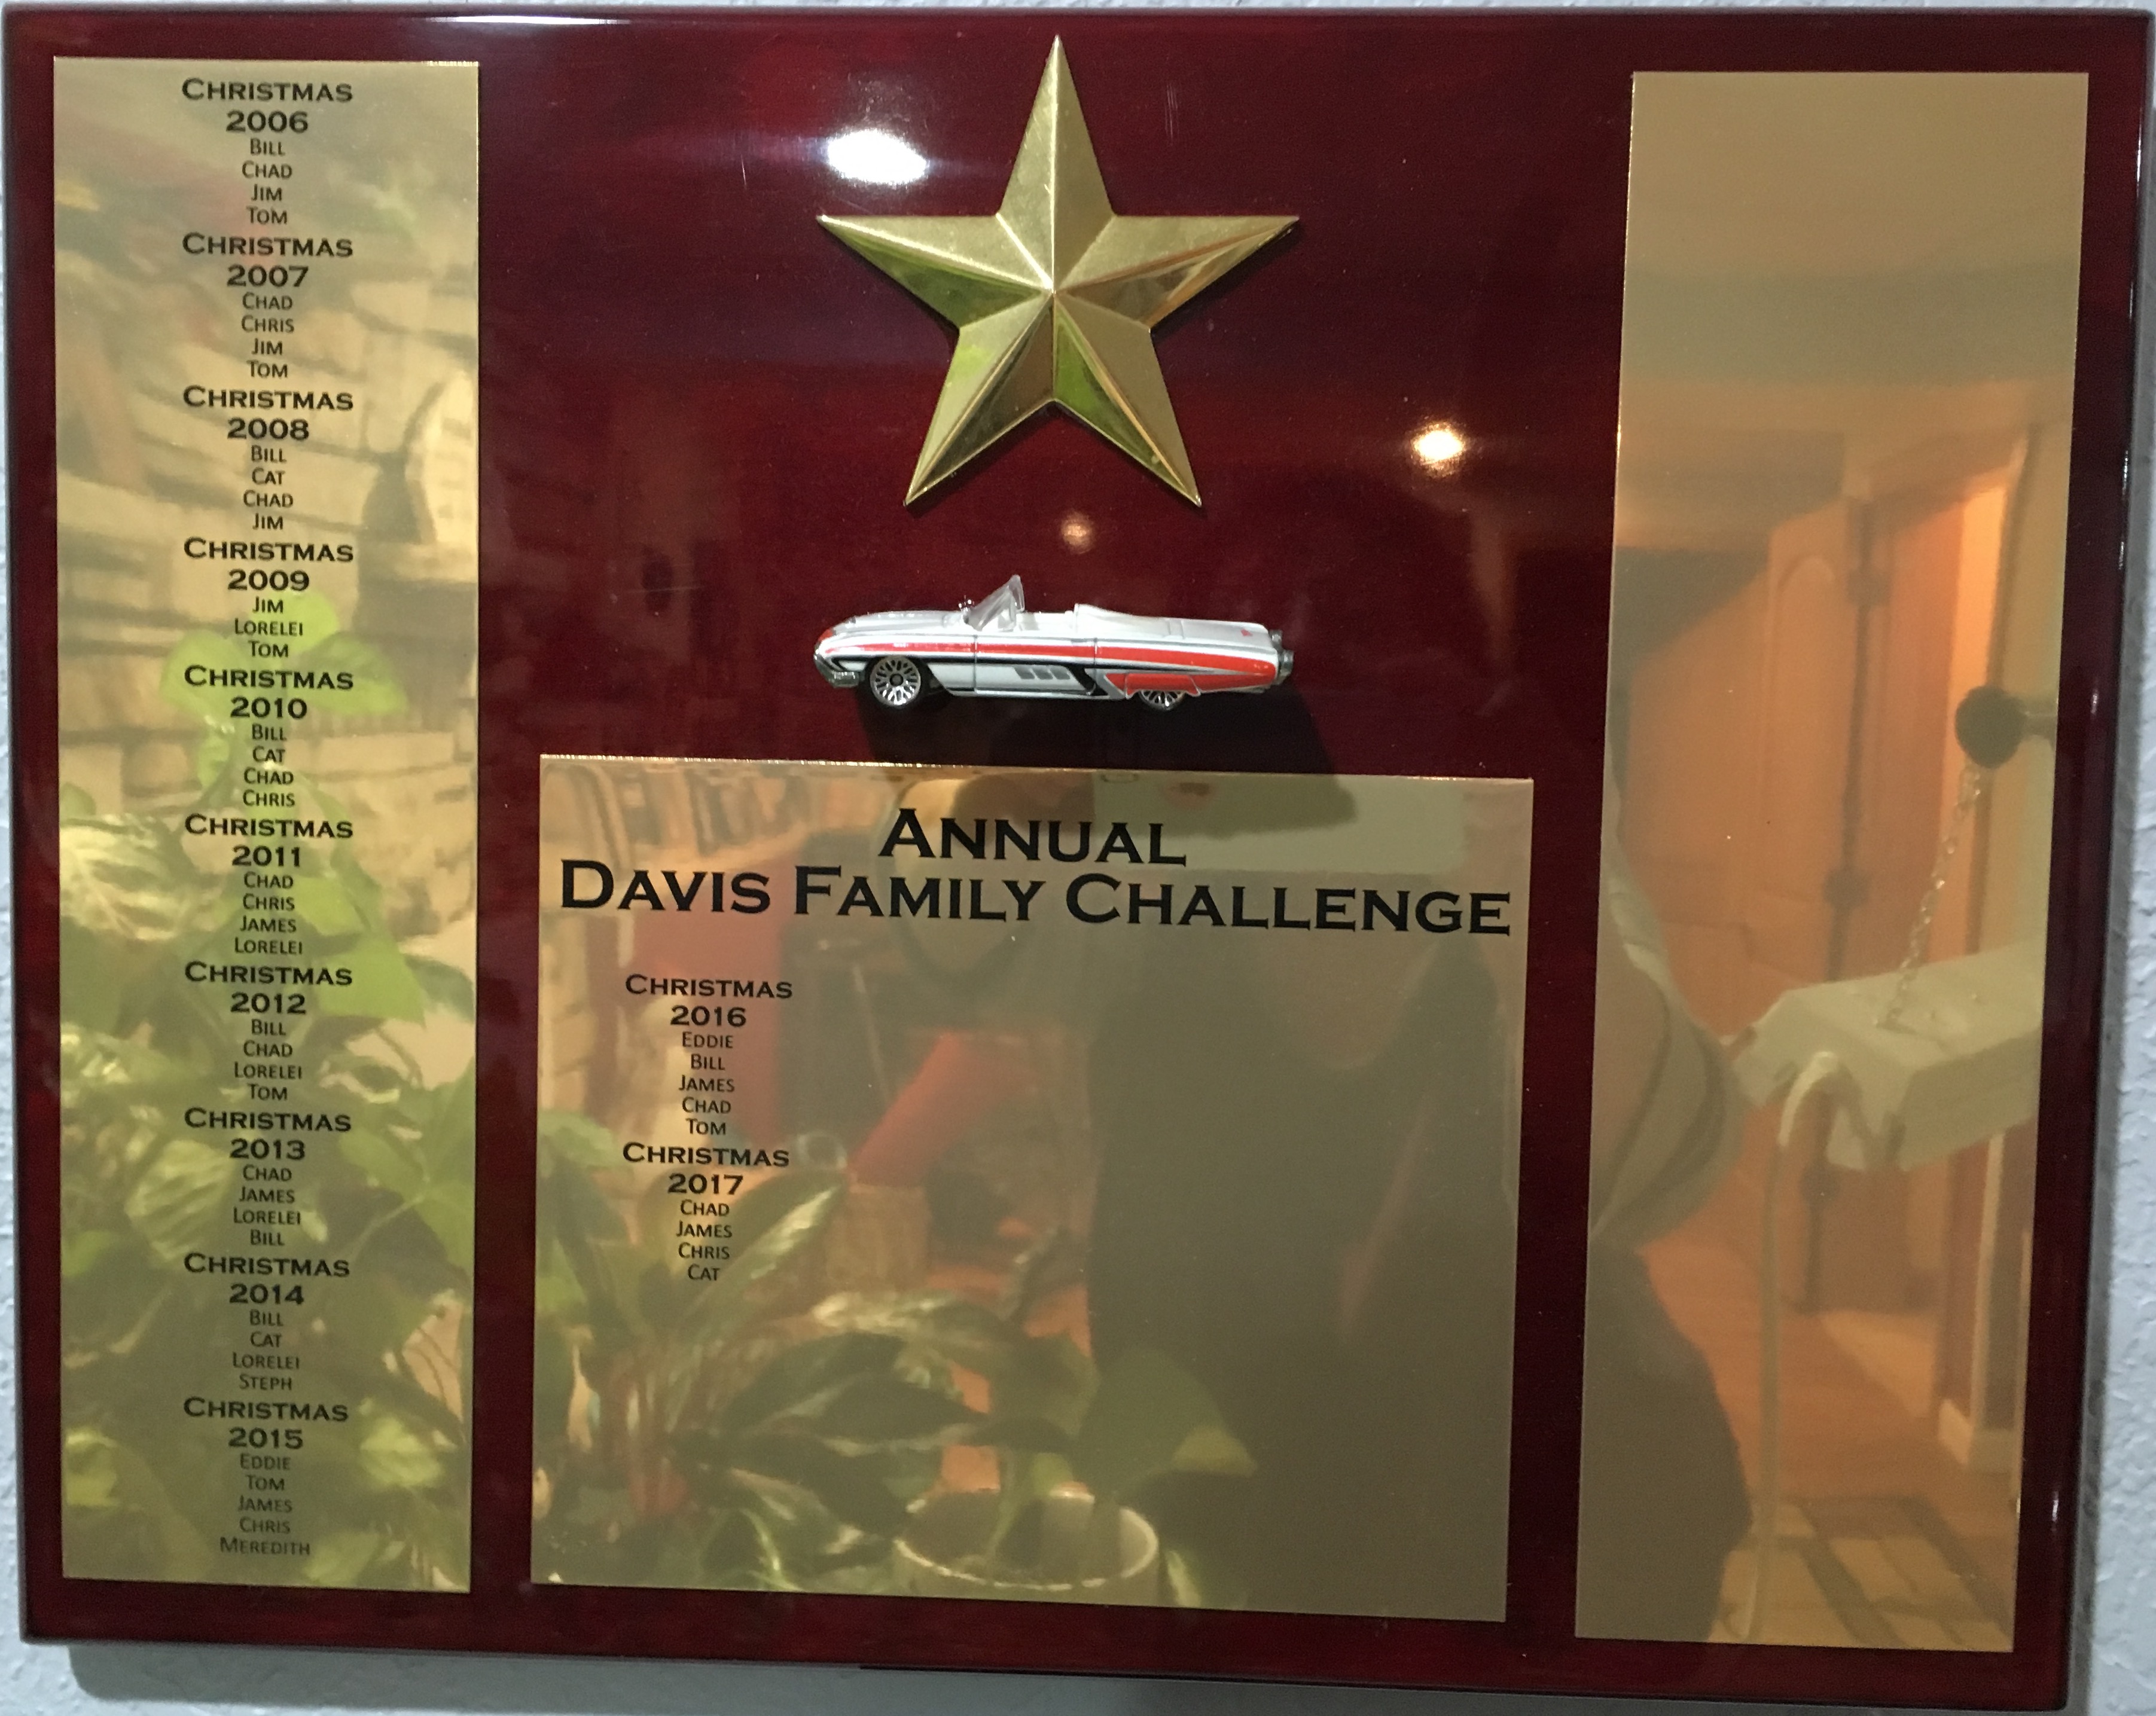 CHRISTMAS
2006
BILL
CHAD
JIM
TOM
CHRISTMAS
2007
CHAD
CHRIS
JIM
TOM
CHRISTMAS
2008
BILL
CAT
CHAD
JIM
CHRISTMAS
2009
JIM
LORELEI
TOM
CHRISTMAS
2010
BILL
CAT
CHAD
CHRIS
CHRISTMAS
2011
CHAD
CHRIS
JAMES
LORELEI
CHRISTMAS
2012
BILL
CHAD
LORELEI
TOM
CHRISTMAS
2013
CHAD
JAMES
LORELEI
BILL
CHRISTMAS
2014
BILL
CAT
LORELEI
STEPH
CHRISTMAS
2015
EDDIE
TOM
JAMES
CHRIS
MEREDITH
ANNUAL
DAVIS FAMILY CHALLENGE
CHRISTMAS
2016
EDDIE
BILL
JAMES
CHAD
TOM
CHRISTMAS
2017
CHAD
JAMES
CHRIS
CAT